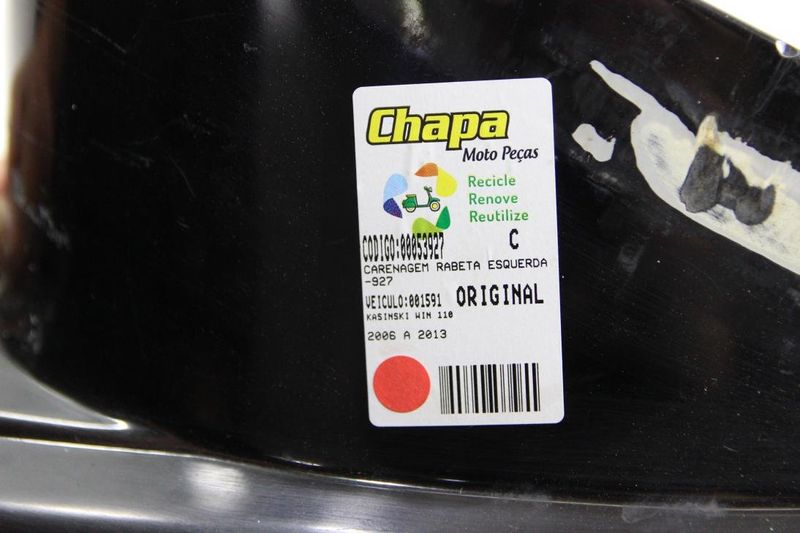 Chapa
Moto Peças
Recicle
Renove
Reutilize
CODIGO:00053927 C
CARENAGEM RABETA ESQUERDA
-927
VEICULO:001591 ORIGINAL
KASINSKI WIN 110
2006 A 2013